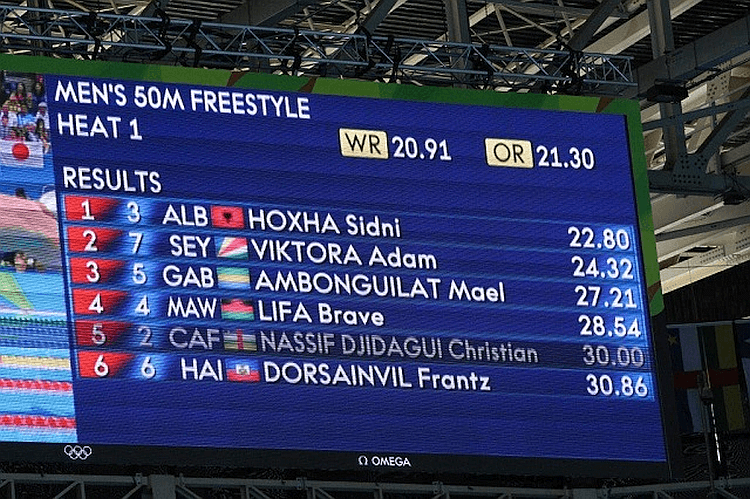 MEN'S 50M FREESTYLE
HEAT 1
WR 20.91 OR 21.30
RESULTS
1 3 ALB HOXHA Sidni 22.80
2 7 SEY VIKTORA Adam 24.32
3 5 GAB AMBONGUILAT Mael 27.21
4 4 MAW LIFA Brave 28.54
5 2 CAF NASSIF DJIDAGUI Christian 30.00
6 6 HAI DORSAINVIL Frantz 30.86
Ω OMEGA